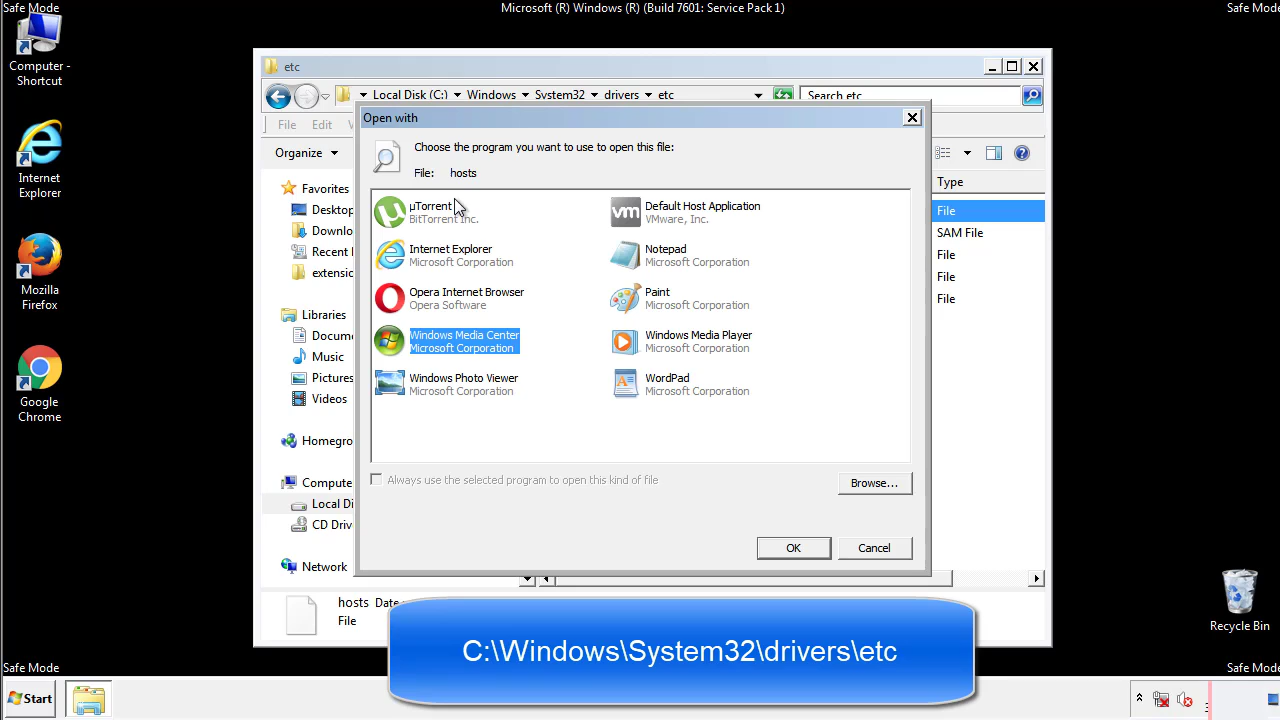 Safe Mode
Microsoft (R) Windows (R) (Build 7601: Service Pack 1)
Safe Mode
Computer -
Shortcut
Internet
Explorer
Mozilla
Firefox
Google
Chrome
etc
Local Disk (C:) Windows System32 drivers etc
Search etc
File Edit
Organize
Type
Favorites
Desktop
Recent
Libraries
Music
Pictures
Videos
Network
File
SAM File
File
File
File
Open with
Choose the program you want to use to open this file:
File: hosts
µTorrent
BitTorrent Inc.
Default Host Application
VMware, Inc.
Internet Explorer
Microsoft Corporation
Notepad
Microsoft Corporation
Opera Internet Browser
Opera Software
Paint
Microsoft Corporation
Windows Media Center
Microsoft Corporation
Windows Media Player
Microsoft Corporation
Windows Photo Viewer
Microsoft Corporation
WordPad
Microsoft Corporation
Always use the selected program to open this kind of file
Browse...
OK
Cancel
hosts Date
File
C:\Windows\System32\drivers\etc
Recycle Bin
Safe Mode
Safe Mode
Start